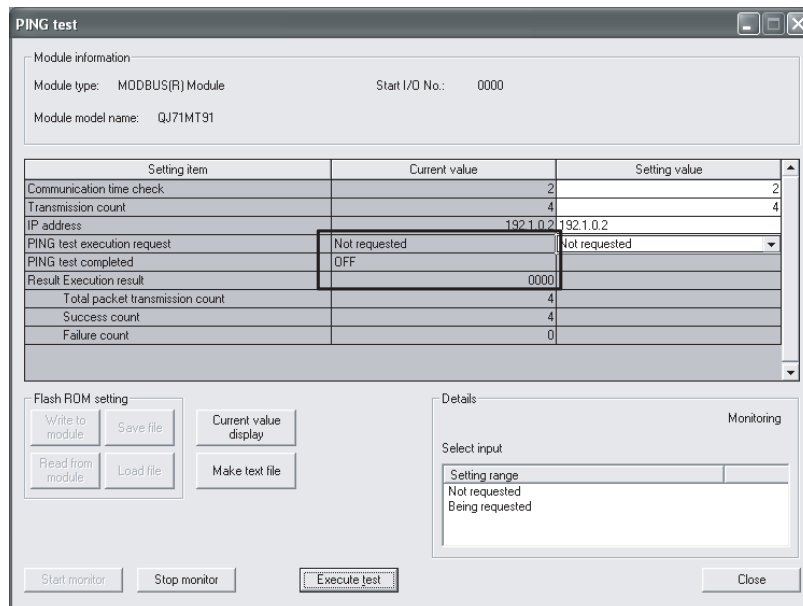 PING test
Module information
Module type: MODBUS(R) Module Start I/O No.: 0000
Module model name: QJ71MT91
Setting item Current value Setting value
Communication time check 2 2
Transmission count 4 4
IP address 192.1.0.2 192.1.0.2
PING test execution request Not requested Not requested
PING test completed OFF
Result Execution result 0000
Total packet transmission count 4
Success count 4
Failure count 0
Flash ROM setting
Write to module Save file Current value display
Read from module Load file Make text file
Details
Monitoring
Select input
Setting range
Not requested
Being requested
Start monitor Stop monitor Execute test Close